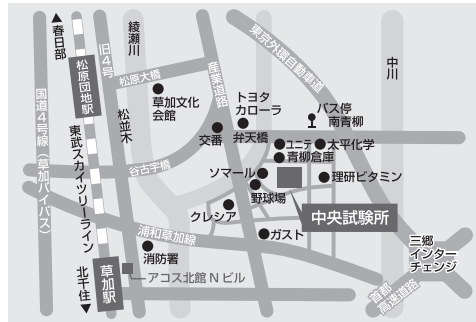 ▲春日部
松原団地駅
旧4号
綾瀬川
松原大橋
草加文化
会館
産業道路
東京外環自動車道
中川
トヨタ
カローラ
バス停
南青柳
国道4号線(草加バイパス)
東武スカイツリーライン
松並木
交番
弁天橋
ユニテ
太平化学
青柳倉庫
谷古宇橋
ソマール
野球場
理研ビタミン
クレシア
中央試験所
浦和草加線
ガスト
消防署
三郷
インター
チェンジ
北千住▼
草加駅
アコス北館Nビル
首都
高速道路